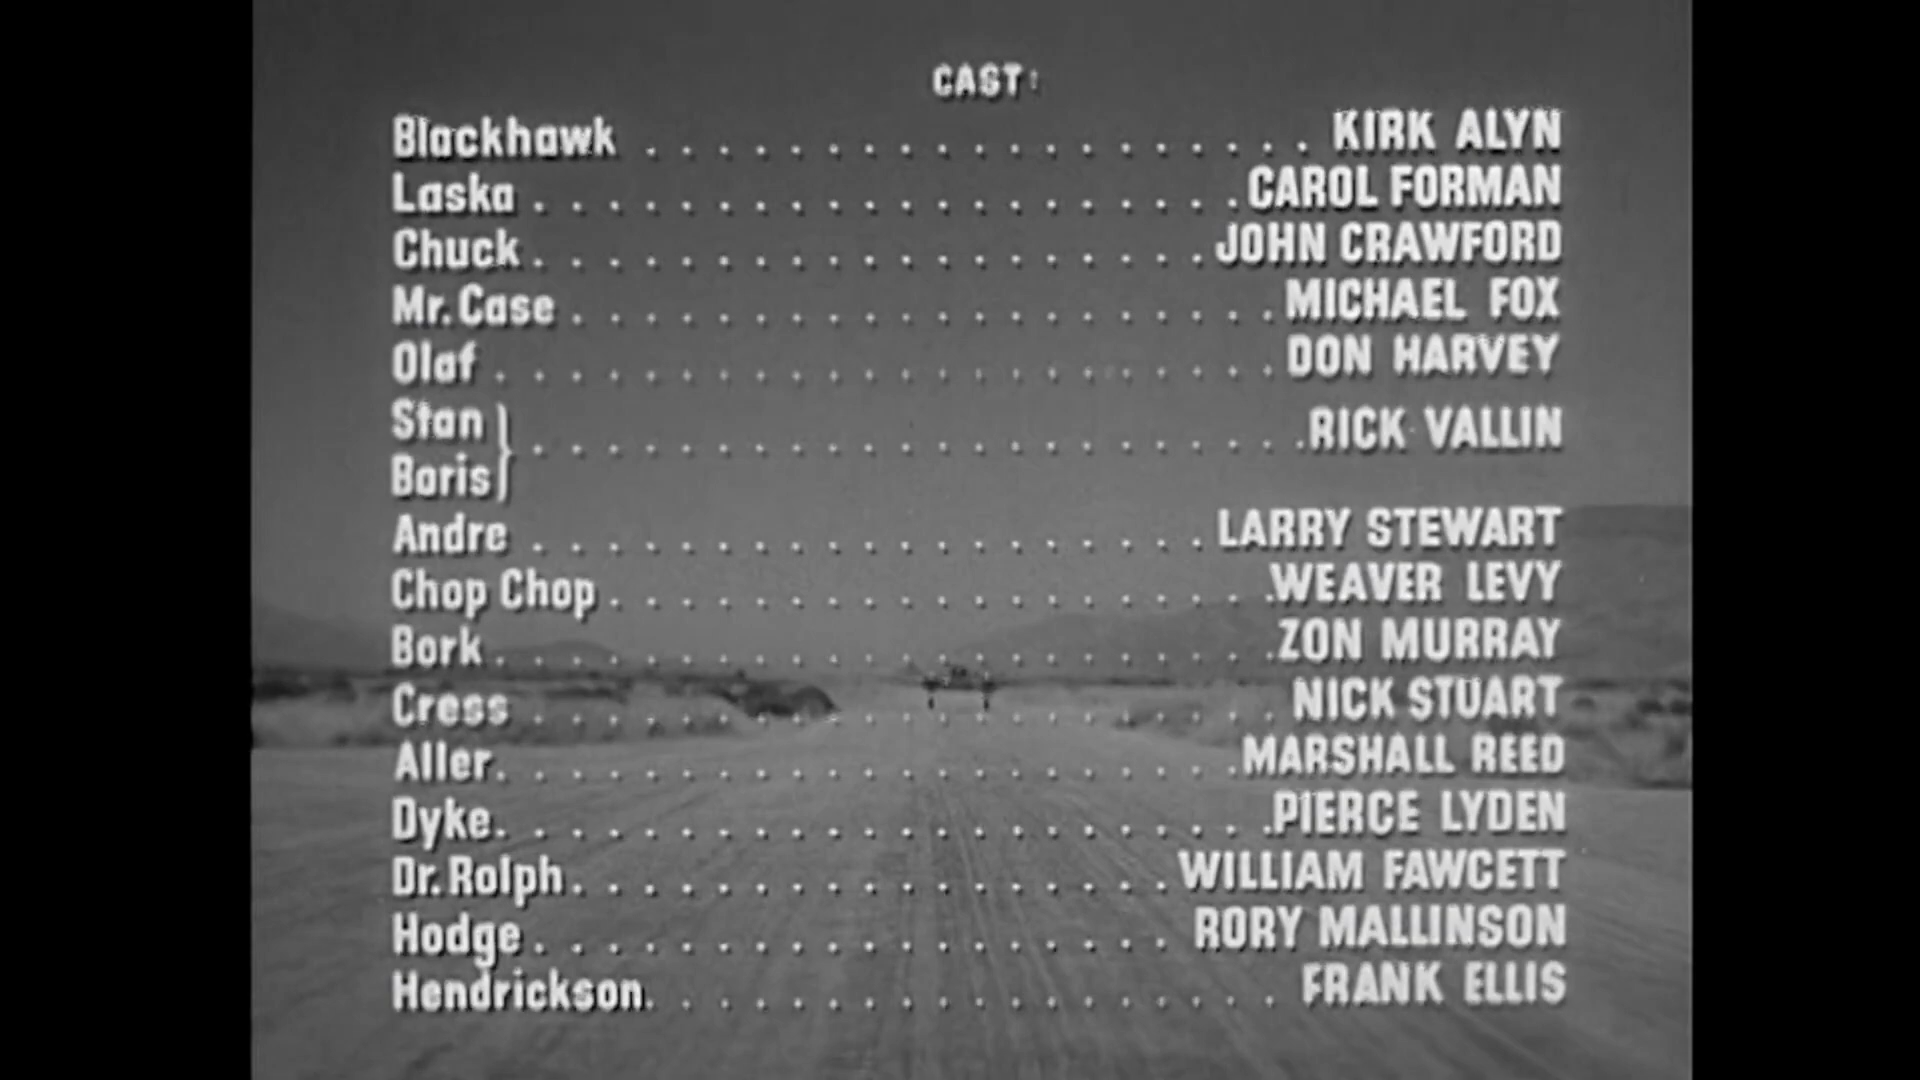 CAST:
Blackhawk . . . . . . . . . . . . . . . . . . . KIRK ALYN
Laska . . . . . . . . . . . . . . . . . . . . CAROL FORMAN
Chuck . . . . . . . . . . . . . . . . . . . JOHN CRAWFORD
Mr. Case . . . . . . . . . . . . . . . . . . . . MICHAEL FOX
Olaf . . . . . . . . . . . . . . . . . . . . . . DON HARVEY
Stan
Boris } . . . . . . . . . . . . . . . . . . . . . RICK VALLIN
Andre . . . . . . . . . . . . . . . . . . . LARRY STEWART
Chop Chop . . . . . . . . . . . . . . . . . . . WEAVER LEVY
Bork . . . . . . . . . . . . . . . . . . . . . . ZON MURRAY
Cress . . . . . . . . . . . . . . . . . . . . . NICK STUART
Aller . . . . . . . . . . . . . . . . . . . . . MARSHALL REED
Dyke . . . . . . . . . . . . . . . . . . . . . . PIERCE LYDEN
Dr. Rolph . . . . . . . . . . . . . . . . . WILLIAM FAWCETT
Hodge . . . . . . . . . . . . . . . . . . RORY MALLINSON
Hendrickson . . . . . . . . . . . . . . . . . . FRANK ELLIS